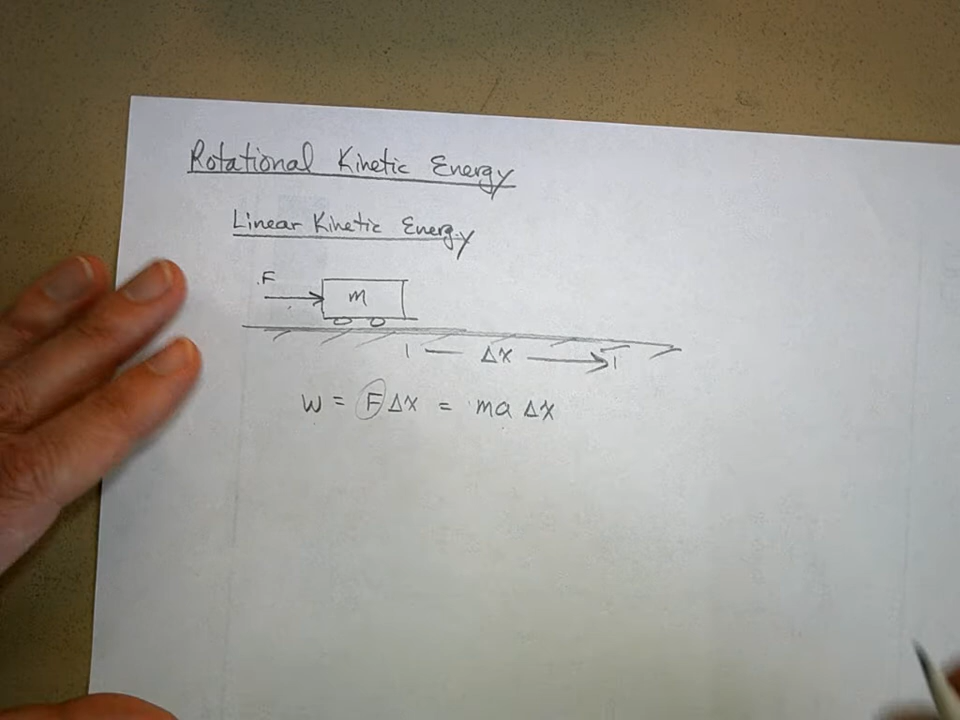 Rotational Kinetic Energy
Linear Kinetic Energy
F
m
Δx
W = FΔx = ma Δx